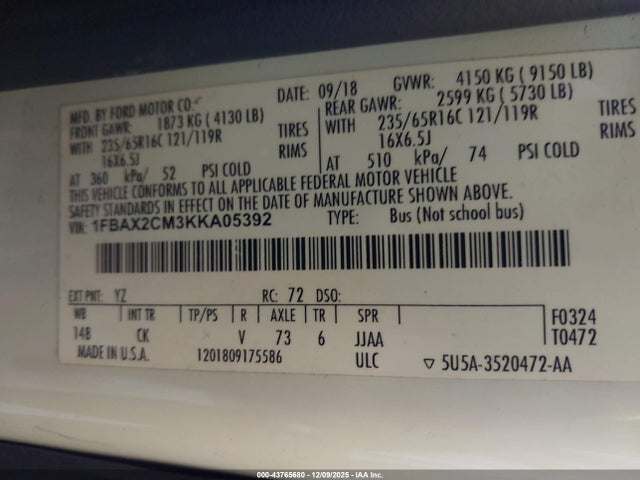 MFD. BY FORD MOTOR CO. DATE: 09/18 GVWR: 4150 KG ( 9150 LB)
FRONT GAWR: 1873 KG ( 4130 LB) REAR GAWR: 2599 KG ( 5730 LB)
WITH 235/65R16C 121/119R TIRES WITH 235/65R16C 121/119R TIRES
16X6.5J RIMS 16X6.5J RIMS
AT 360 kPa/ 52 PSI COLD AT 510 kPa/ 74 PSI COLD
THIS VEHICLE CONFORMS TO ALL APPLICABLE FEDERAL MOTOR VEHICLE
SAFETY STANDARDS IN EFFECT ON THE DATE OF MANUFACTURE SHOWN ABOVE.
VIN: 1FBAX2CM3KKA05392 TYPE: Bus (Not school bus)
EXT PNT: YZ RC: 72 DSO:
WB INT TR TP/PS R AXLE TR SPR F0324
148 CK V 73 6 JJAA T0472
MADE IN U.S.A. 1201809175586 ULC ▽ 5U5A-3520472-AA
000-43765680 - 12/09/2025 - IAA Inc.